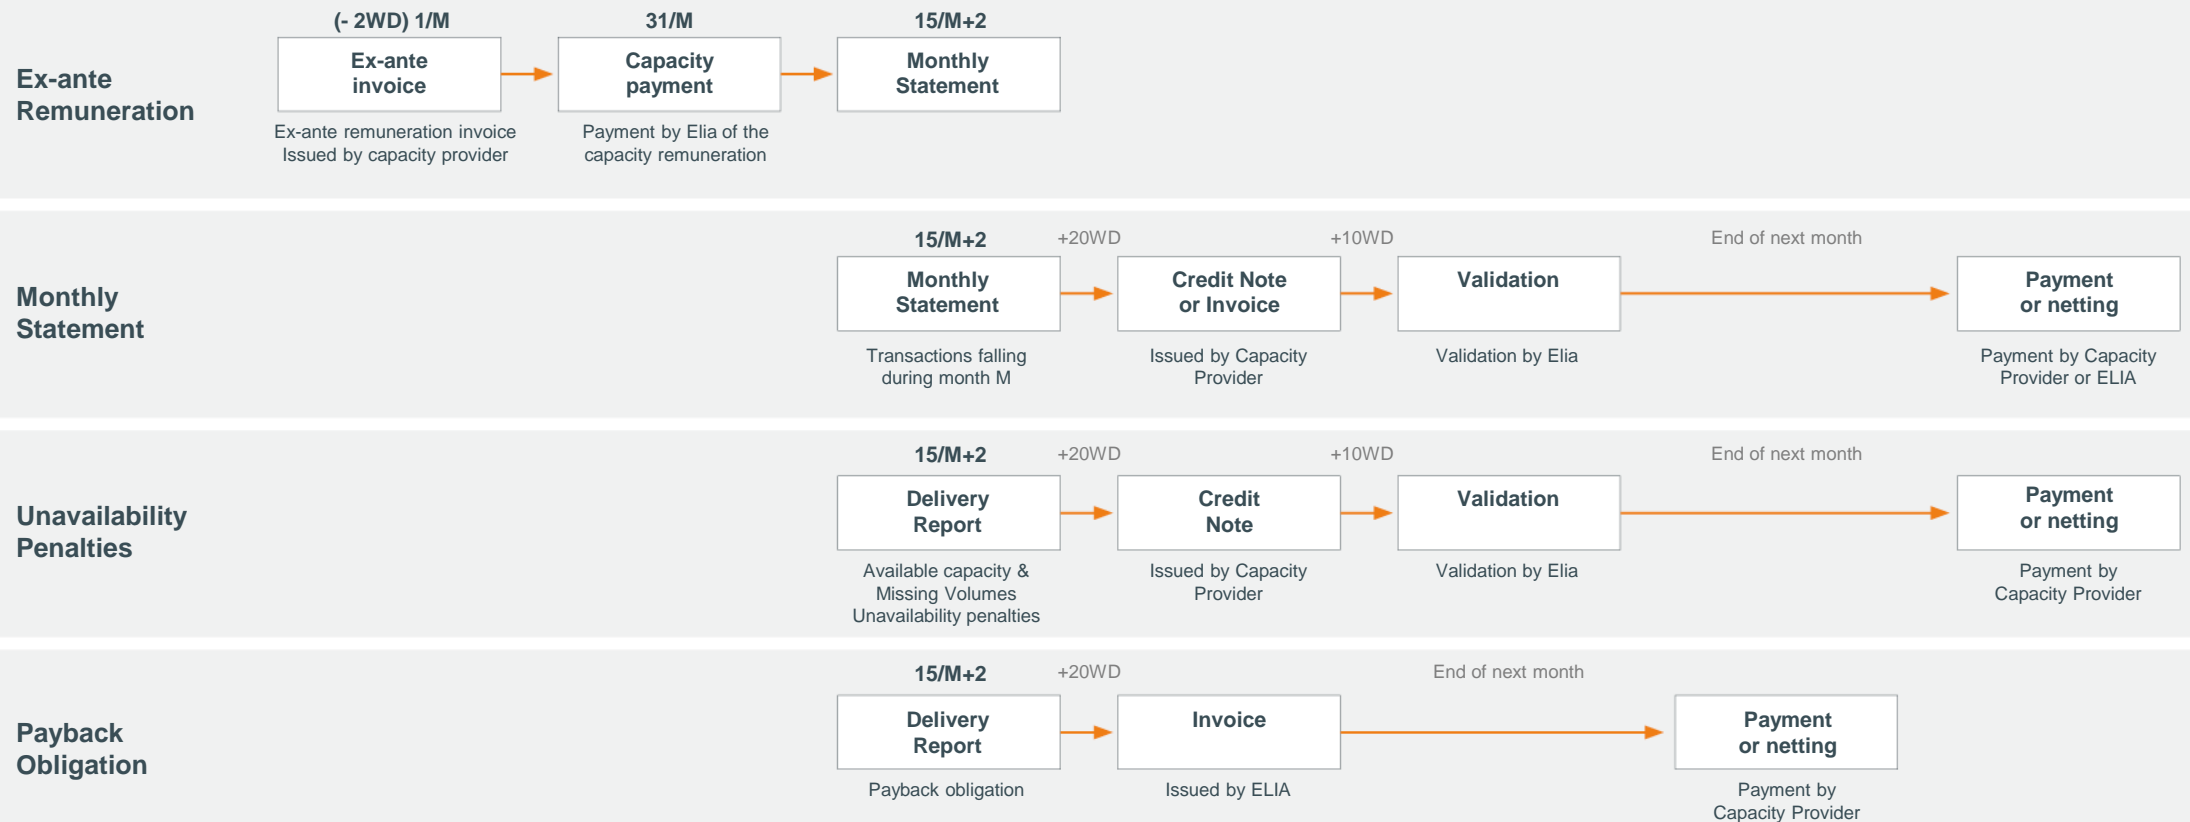 Ex-ante
Remuneration
(- 2WD) 1/M
Ex-ante
invoice
Ex-ante remuneration invoice
Issued by capacity provider
31/M
Capacity
payment
Payment by Elia of the
capacity remuneration
15/M+2
Monthly
Statement
Monthly
Statement
15/M+2
Monthly
Statement
Transactions falling
during month M
+20WD
Credit Note
or Invoice
Issued by Capacity
Provider
+10WD
Validation
Validation by Elia
End of next month
Payment
or netting
Payment by Capacity
Provider or ELIA
Unavailability
Penalties
15/M+2
Delivery
Report
Available capacity &
Missing Volumes
Unavailability penalties
+20WD
Credit
Note
Issued by Capacity
Provider
+10WD
Validation
Validation by Elia
End of next month
Payment
or netting
Payment by
Capacity Provider
Payback
Obligation
15/M+2
Delivery
Report
Payback obligation
+20WD
Invoice
Issued by ELIA
End of next month
Payment
or netting
Payment by
Capacity Provider